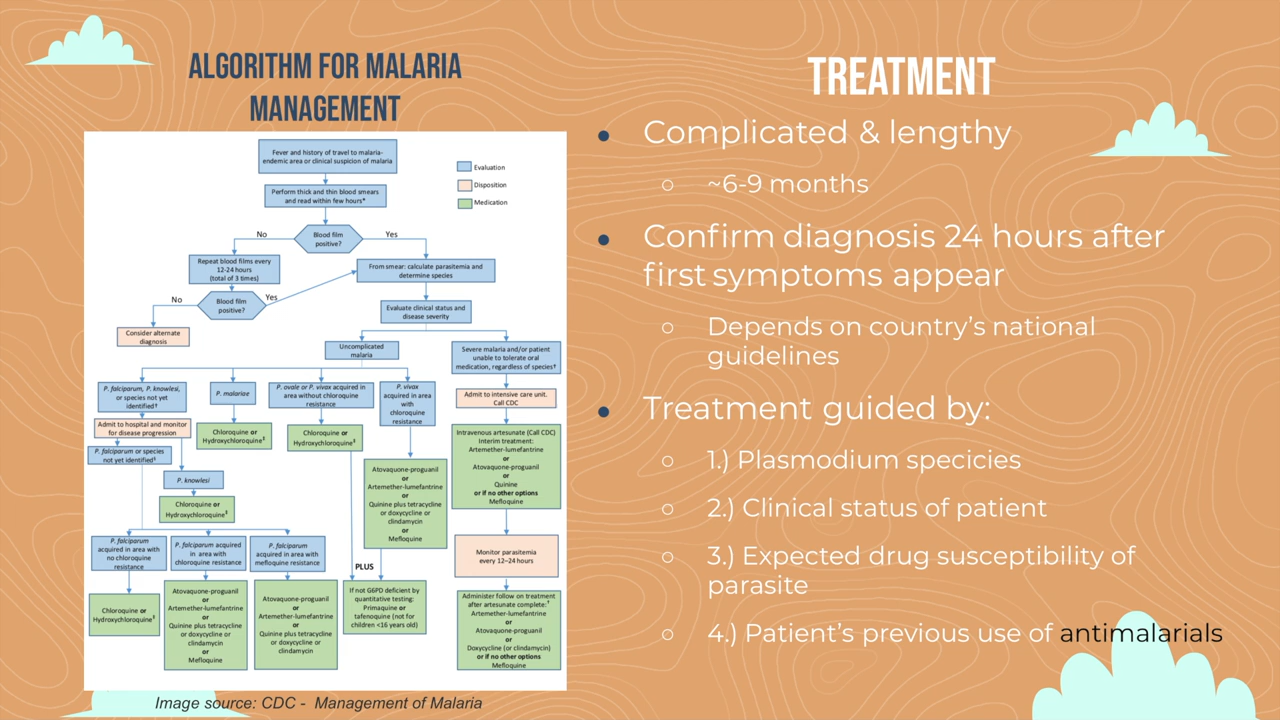 ALGORITHM FOR MALARIA
MANAGEMENT
Fever and history of travel to malaria-
endemic area or clinical suspicion of malaria
Evaluation
Disposition
Medication
Perform thick and thin blood smears
and read within few hours*
Blood film
positive?
No
Yes
Repeat blood films every
12-24 hours
(total of 3 times)
From smear: calculate parasitemia and
determine species
Blood film
positive?
No
Yes
Consider alternate
diagnosis
Evaluate clinical status and
disease severity
Uncomplicated
malaria
Severe malaria and/or patient
unable to tolerate oral
medication, regardless of species†
P. falciparum, P. knowlesi,
or species not yet
identified†
P. malariae
P. ovale or P. vivax acquired in
area without chloroquine
resistance
P. vivax
acquired in area
with
chloroquine
resistance
Admit to intensive care unit.
Call CDC
Admit to hospital and monitor
for disease progression
Chloroquine or
Hydroxychloroquine‡
Chloroquine or
Hydroxychloroquine‡
P. falciparum or species
not yet identified§
P. knowlesi
Chloroquine or
Hydroxychloroquine‡
Atovaquone-proguanil
or
Artemether-lumefantrine
or
Quinine plus tetracycline
or doxycycline or
clindamycin
or
Mefloquine
Intravenous artesunate (Call CDC)
Interim treatment:
Artemether-lumefantrine
or
Atovaquone-proguanil
or
Quinine
or if no other options
Mefloquine
P. falciparum
acquired in area with
no chloroquine
resistance
P. falciparum acquired
in area with
chloroquine resistance
P. falciparum
acquired in area with
mefloquine resistance
PLUS
Monitor parasitemia
every 12–24 hours
Chloroquine or
Hydroxychloroquine‡
Atovaquone-proguanil
or
Artemether-lumefantrine
or
Quinine plus tetracycline
or doxycycline or
clindamycin
or
Mefloquine
Atovaquone-proguanil
or
Artemether-lumefantrine
or
Quinine plus tetracycline
or doxycycline or
clindamycin
If not G6PD deficient by
quantitative testing:
Primaquine or
tafenoquine (not for
children <16 years old)
Administer follow on treatment
after artesunate complete:†
Artemether-lumefantrine
or
Atovaquone-proguanil
or
Doxycycline (or clindamycin)
or if no other options
Mefloquine
Image source: CDC - Management of Malaria
TREATMENT
● Complicated & lengthy
○ ~6-9 months
● Confirm diagnosis 24 hours after
first symptoms appear
○ Depends on country’s national
guidelines
● Treatment guided by:
○ 1.) Plasmodium specicies
○ 2.) Clinical status of patient
○ 3.) Expected drug susceptibility of
parasite
○ 4.) Patient’s previous use of antimalarials